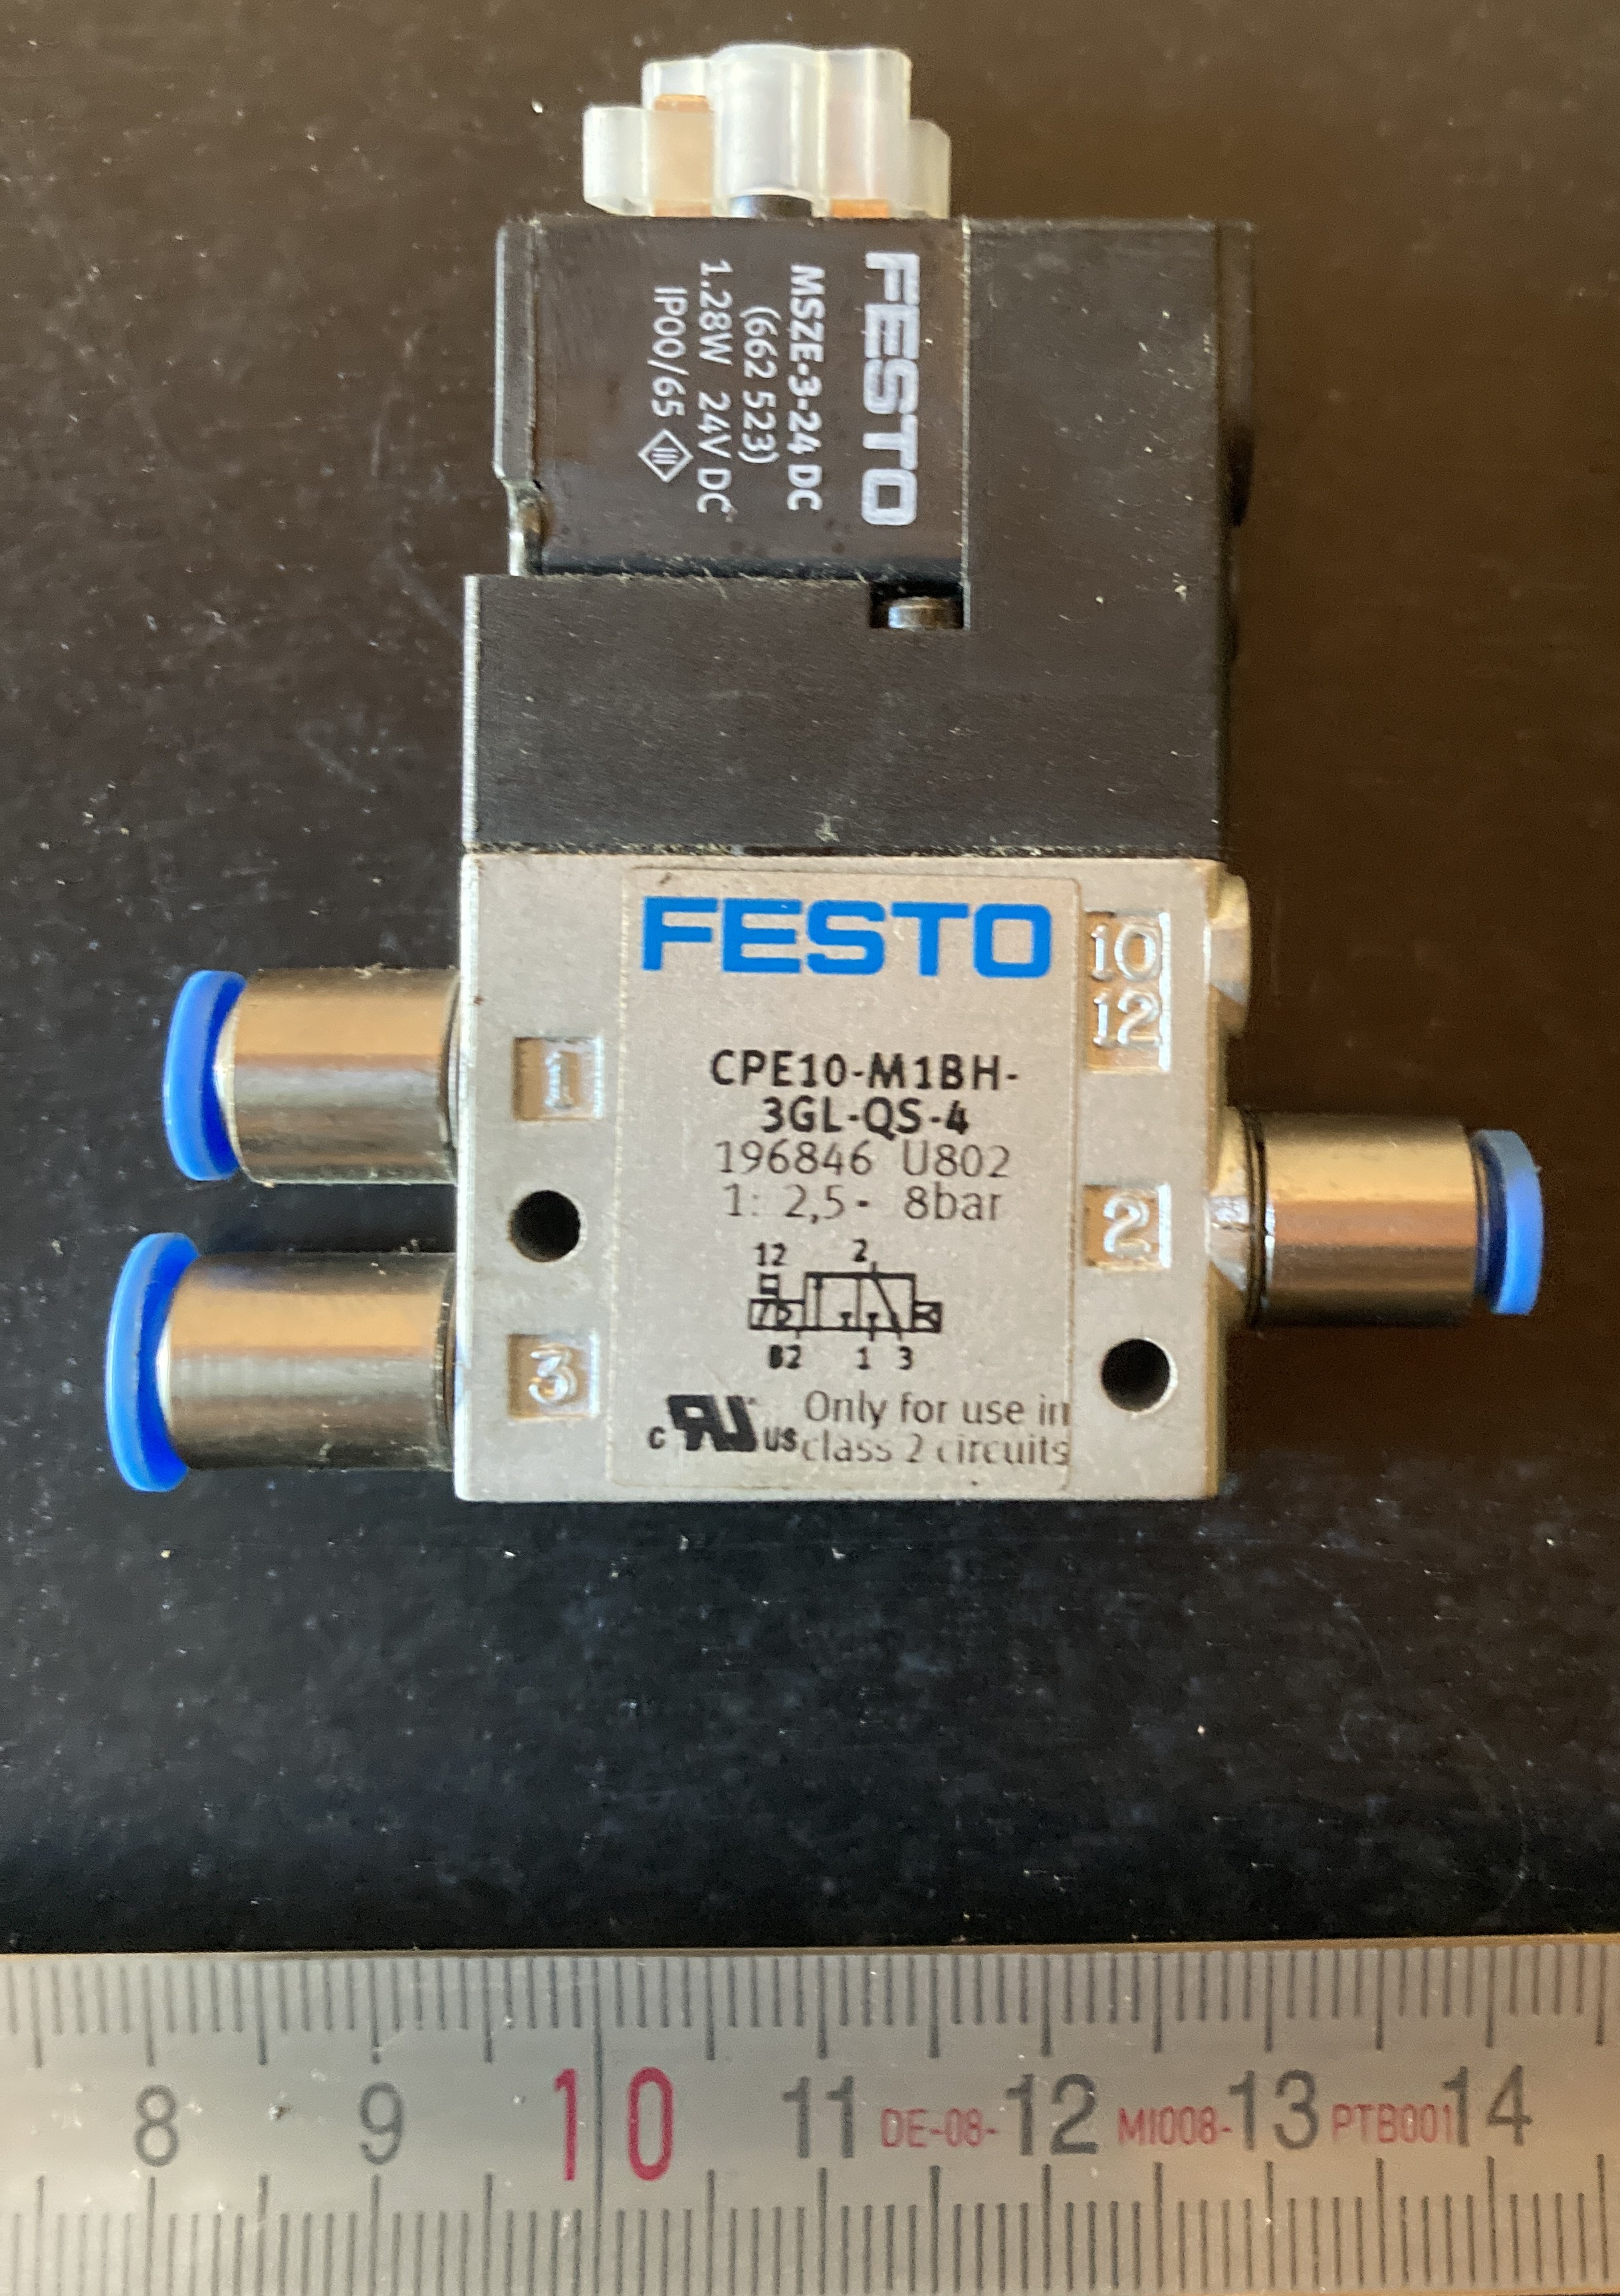 FESTO
MSZE-3-24 DC
(662 523)
1.28W 24V DC
IP00/65
FESTO
10
12
1
CPE10-M1BH-
3GL-QS-4
196846 U802
1: 2,5- 8bar
2
12 2
82 1 3
3
c RU US Only for use in
class 2 circuits
8 9 10 11 DE-08- 12 MI008- 13 PTB001 14